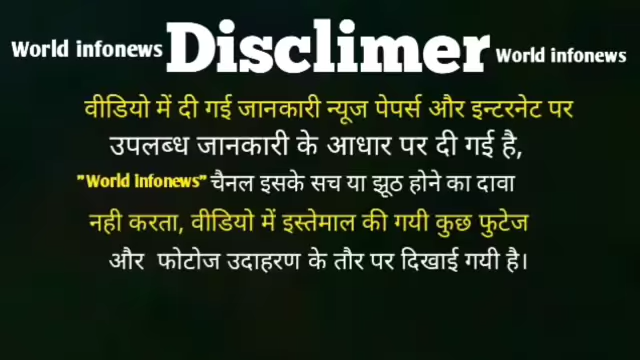 World infonews Disclimer World infonews
वीडियो में दी गई जानकारी न्यूज पेपर्स और इन्टरनेट पर
उपलब्ध जानकारी के आधार पर दी गई है,
"World infonews" चैनल इसके सच या झूठ होने का दावा
नही करता, वीडियो में इस्तेमाल की गयी कुछ फुटेज
और फोटोज उदाहरण के तौर पर दिखाई गयी है।